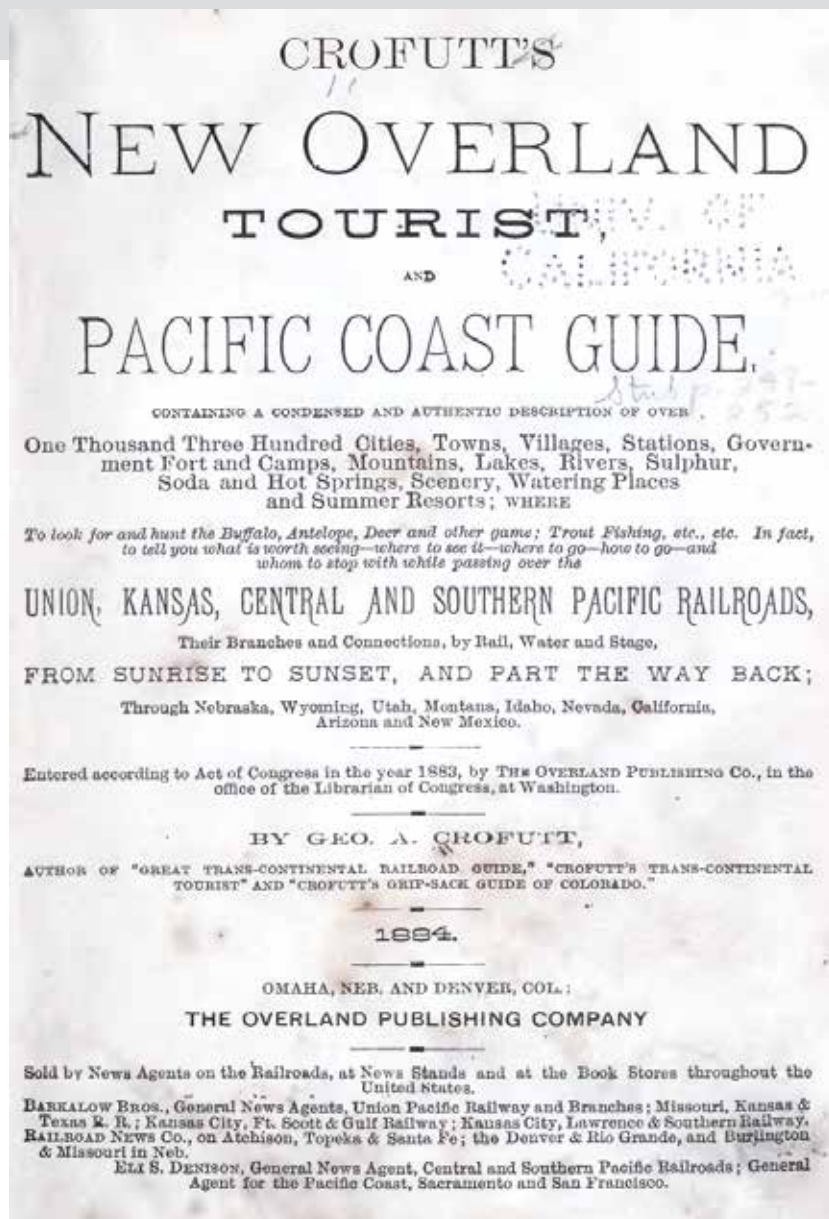 CROFUTT'S
NEW OVERLAND
TOURIST,
UNIV. OF
CALIFORNIA
AND
PACIFIC COAST GUIDE,
CONTAINING A CONDENSED AND AUTHENTIC DESCRIPTION OF OVER
One Thousand Three Hundred Cities, Towns, Villages, Stations, Govern-
ment Fort and Camps, Mountains, Lakes, Rivers, Sulphur,
Soda and Hot Springs, Scenery, Watering Places
and Summer Resorts; WHERE
To look for and hunt the Buffalo, Antelope, Deer and other game; Trout Fishing, etc., etc. In fact,
to tell you what is worth seeing—where to see it—where to go—how to go—and
whom to stop with while passing over the
UNION, KANSAS, CENTRAL AND SOUTHERN PACIFIC RAILROADS,
Their Branches and Connections, by Rail, Water and Stage,
FROM SUNRISE TO SUNSET, AND PART THE WAY BACK;
Through Nebraska, Wyoming, Utah, Montana, Idaho, Nevada, California,
Arizona and New Mexico.
Entered according to Act of Congress in the year 1883, by THE OVERLAND PUBLISHING CO., in the
office of the Librarian of Congress, at Washington.
BY GEO. A. CROFUTT,
AUTHOR OF "GREAT TRANS-CONTINENTAL RAILROAD GUIDE," "CROFUTT'S TRANS-CONTINENTAL
TOURIST" AND "CROFUTT'S GRIP-SACK GUIDE OF COLORADO."
1884.
OMAHA, NEB. AND DENVER, COL.:
THE OVERLAND PUBLISHING COMPANY
Sold by News Agents on the Railroads, at News Stands and at the Book Stores throughout the
United States.
BARKALOW BROS., General News Agents, Union Pacific Railway and Branches; Missouri, Kansas &
Texas R. R.; Kansas City, Ft. Scott & Gulf Railway; Kansas City, Lawrence & Southern Railway.
RAILROAD NEWS CO., on Atchison, Topeka & Santa Fe; the Denver & Rio Grande, and Burlington
& Missouri in Neb.
ELI S. DENISON, General News Agent, Central and Southern Pacific Railroads; General
Agent for the Pacific Coast, Sacramento and San Francisco.